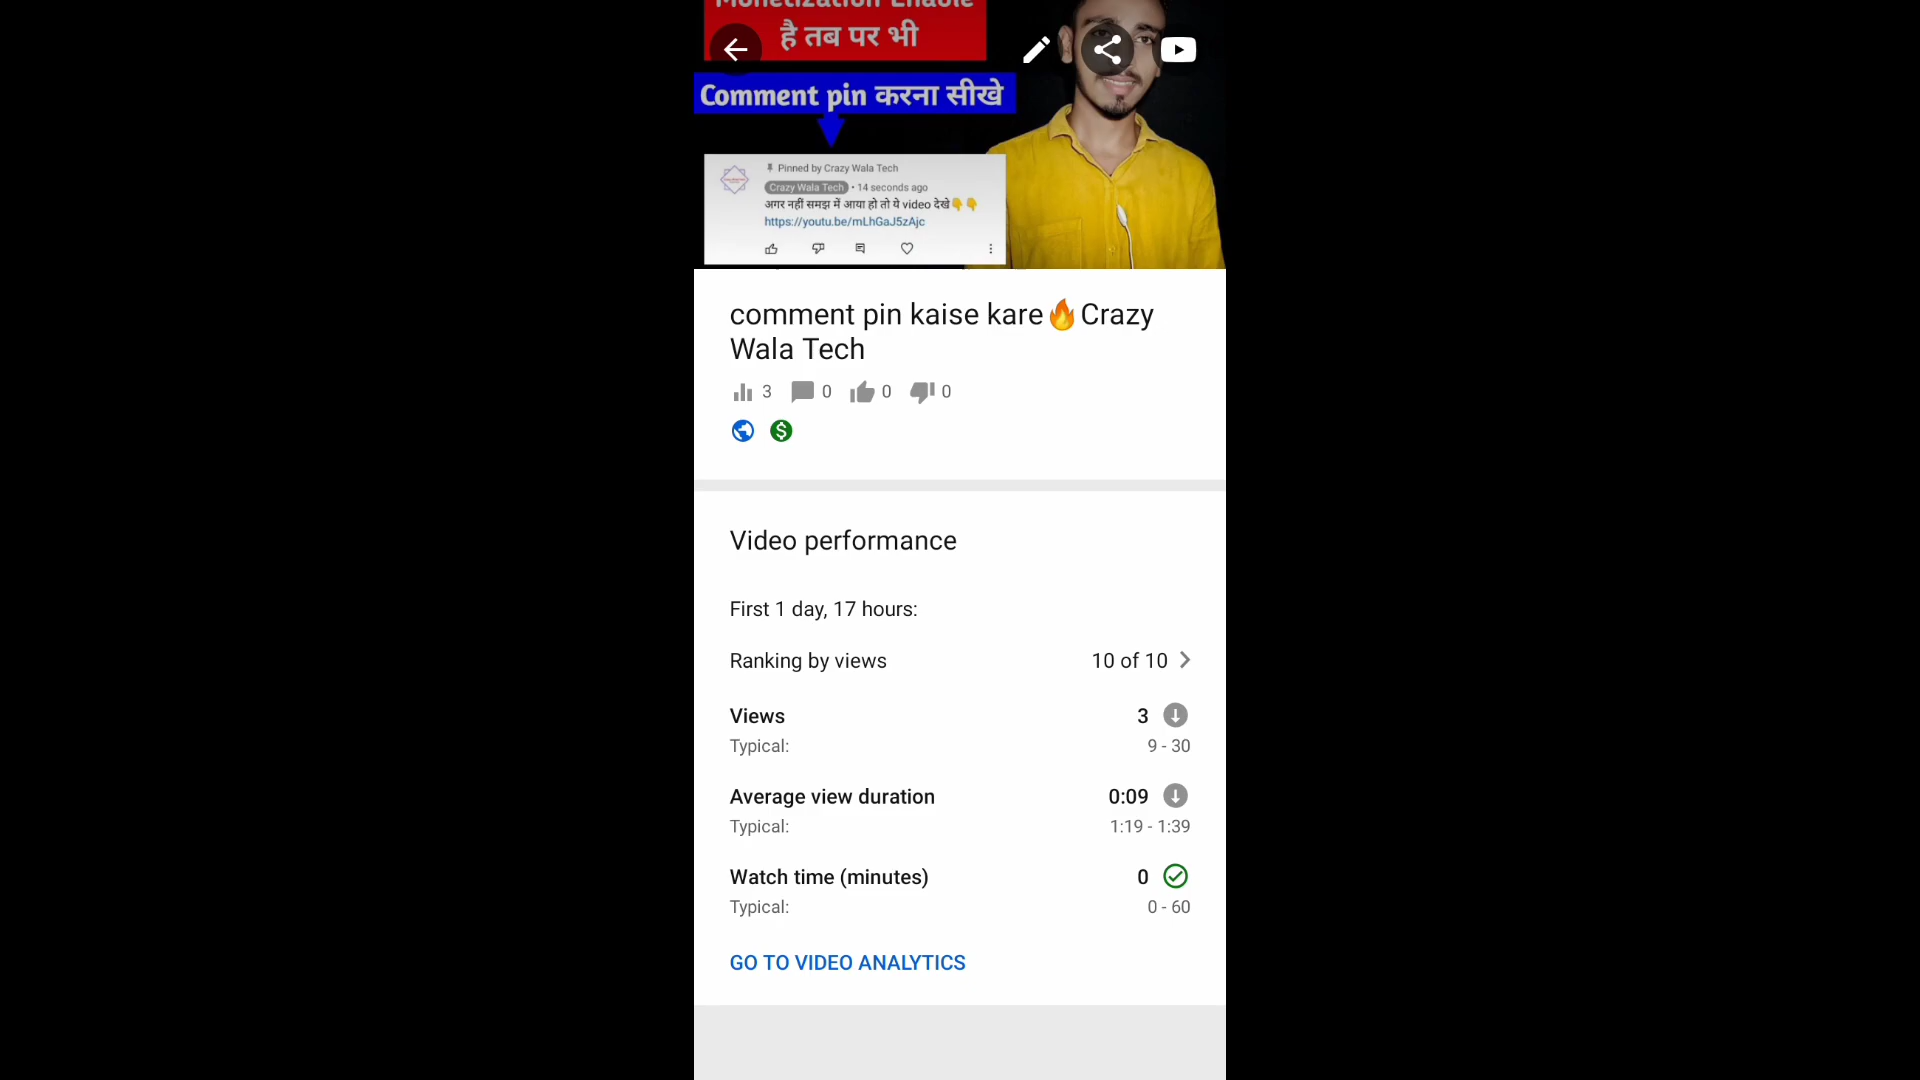 Monetization Enable
है तब पर भी
Comment pin करना सीखे
Pinned by Crazy Wala Tech
Crazy Wala Tech • 14 seconds ago
अगर नहीं समझ में आया हो तो ये video देखे👇👇
https://youtu.be/mLhGaJ5zAjc
comment pin kaise kare🔥Crazy
Wala Tech
3 0 0 0
Video performance
First 1 day, 17 hours:
Ranking by views 10 of 10
Views 3
Typical: 9 - 30
Average view duration 0:09
Typical: 1:19 - 1:39
Watch time (minutes) 0
Typical: 0 - 60
GO TO VIDEO ANALYTICS